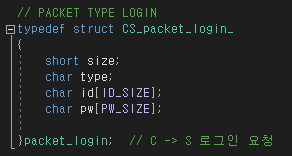 // PACKET TYPE LOGIN
typedef struct CS_packet_login_
{
short size;
char type;
char id[ID_SIZE];
char pw[PW_SIZE];
}packet_login; // C -> S 로그인 요청